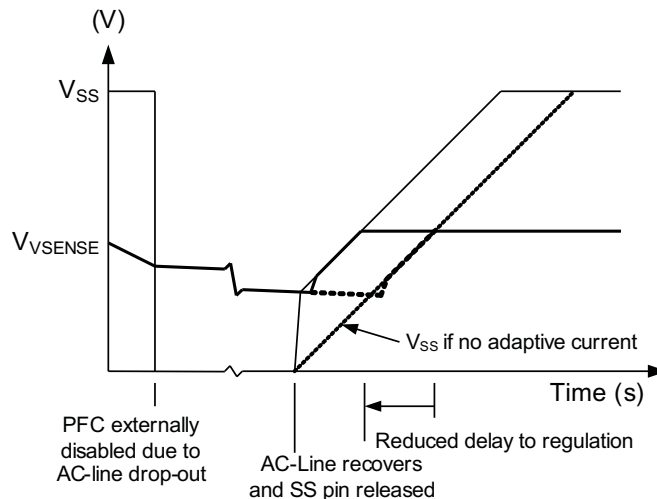 (V)
VSS
VVSENSE
VSS if no adaptive current
Time (s)
PFC externally
disabled due to
AC-line drop-out
AC-Line recovers
and SS pin released
Reduced delay to regulation